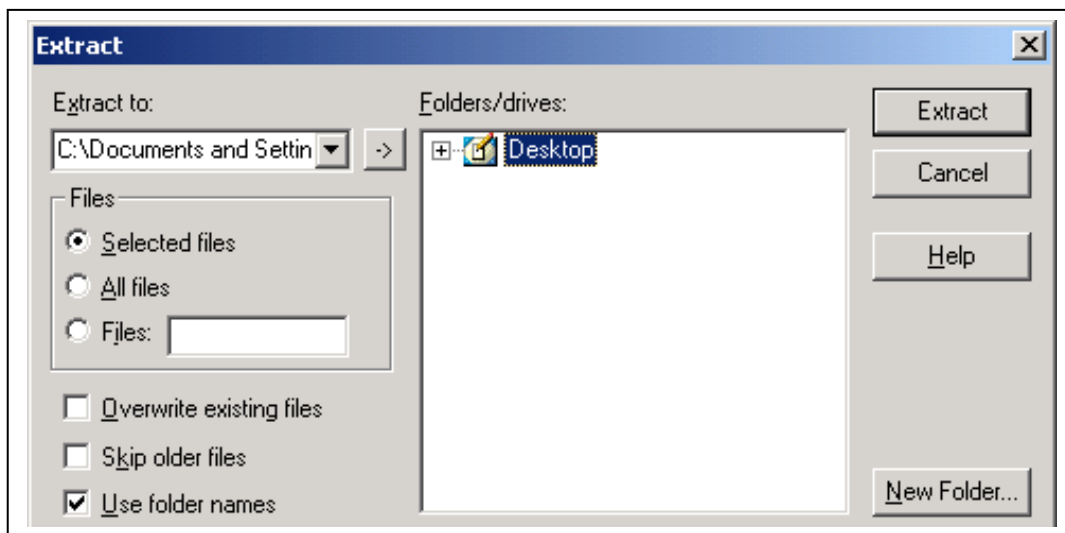 Extract
Extract to:
C:\Documents and Settin
->
Files
Selected files
All files
Files:
Overwrite existing files
Skip older files
Use folder names
Folders/drives:
Desktop
Extract
Cancel
Help
New Folder...